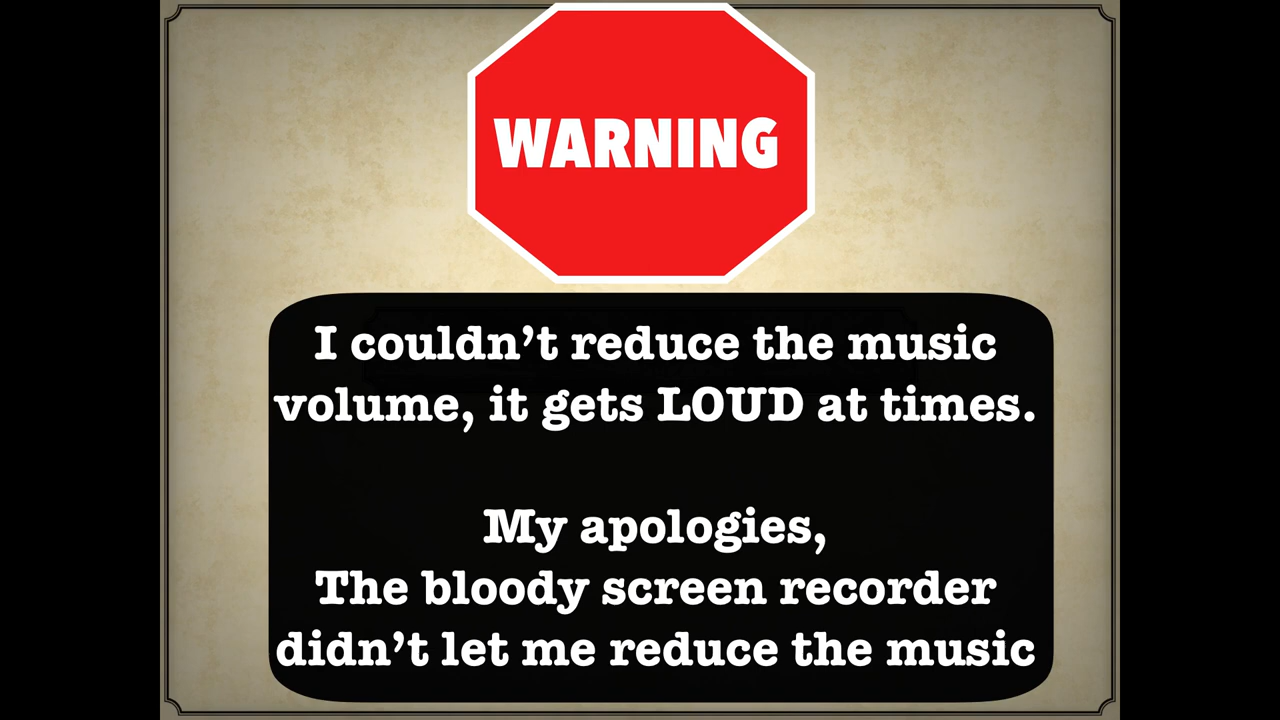 WARNING
I couldn’t reduce the music
volume, it gets LOUD at times.
My apologies,
The bloody screen recorder
didn’t let me reduce the music